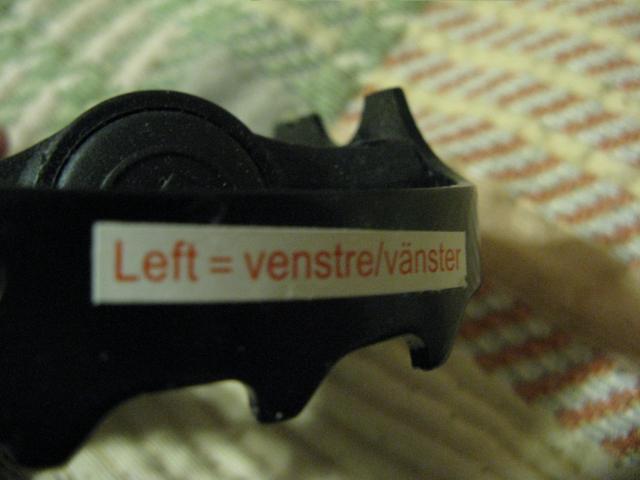 Left = venstre/vänster